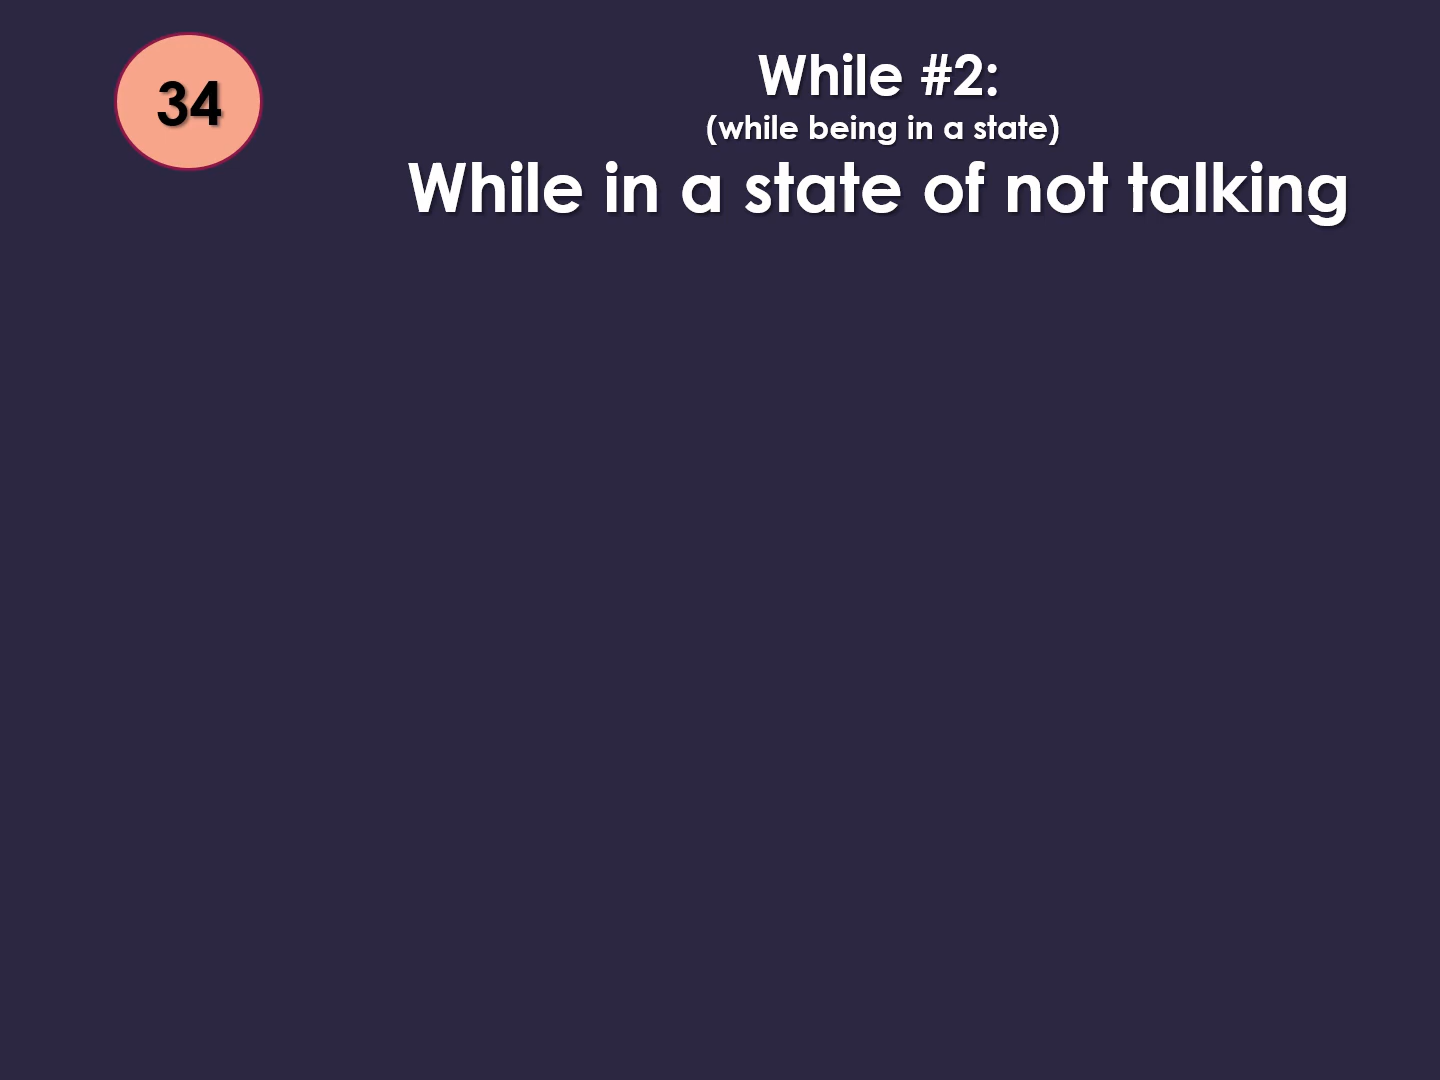 34
While #2:
(while being in a state)
While in a state of not talking